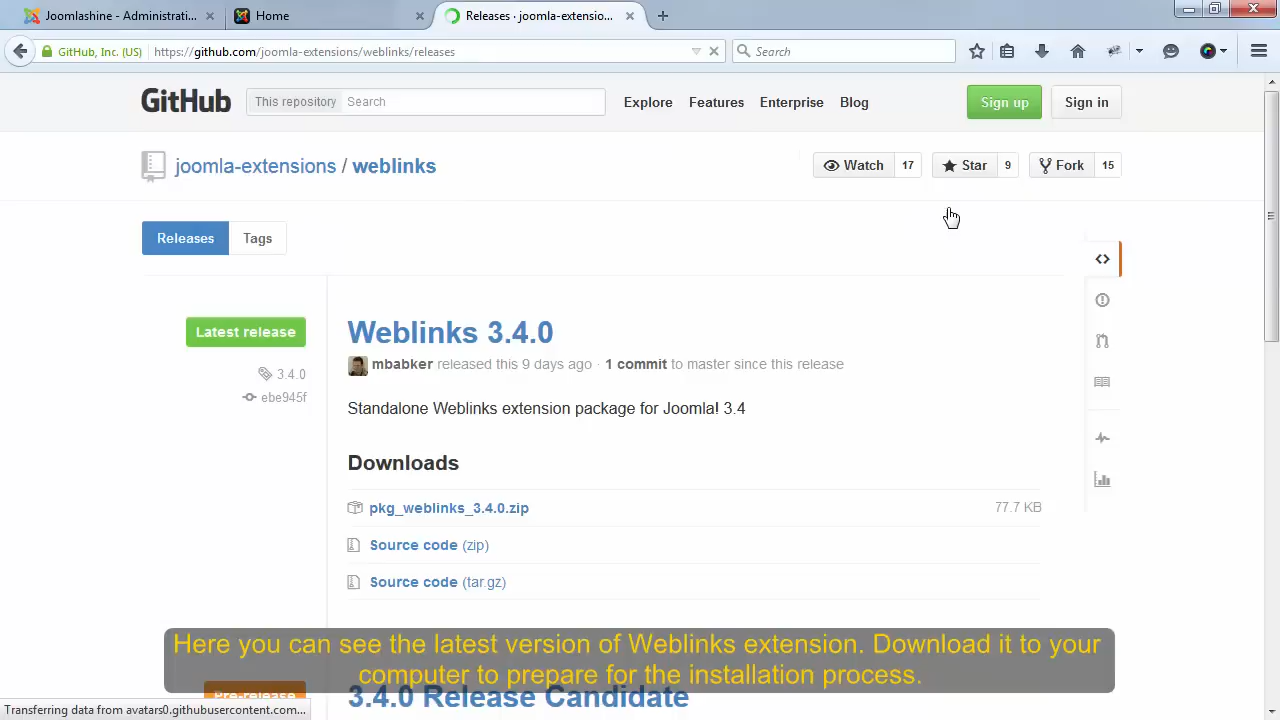 Joomlashine - Administrati...
Home
Releases · joomla-extensio...
GitHub, Inc. (US)
https://github.com/joomla-extensions/weblinks/releases
Search
GitHub
This repository
Search
Explore
Features
Enterprise
Blog
Sign up
Sign in
joomla-extensions / weblinks
Watch 17
Star 9
Fork 15
Releases
Tags
Latest release
3.4.0
ebe945f
Weblinks 3.4.0
mbabker released this 9 days ago · 1 commit to master since this release
Standalone Weblinks extension package for Joomla! 3.4
Downloads
pkg_weblinks_3.4.0.zip
77.7 KB
Source code (zip)
Source code (tar.gz)
Here you can see the latest version of Weblinks extension. Download it to your
computer to prepare for the installation process.
Pre-release
3.4.0 Release Candidate
Transferring data from avatars0.githubusercontent.com...